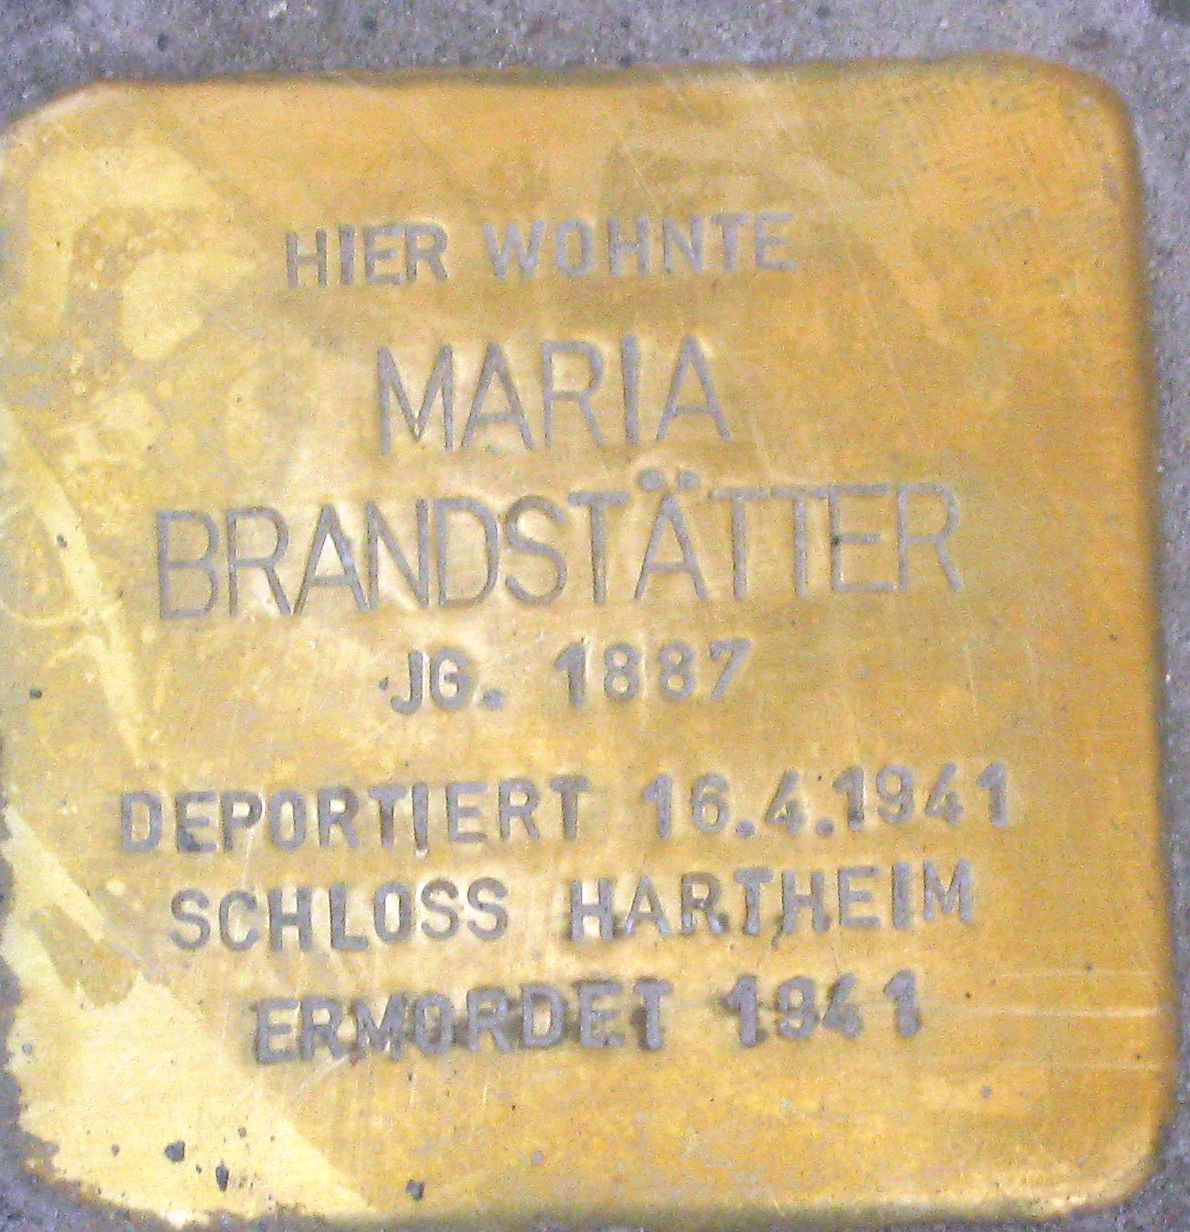 HIER WOHNTE
MARIA
BRANDSTÄTTER
JG. 1887
DEPORTIERT 16.4.1941
SCHLOSS HARTHEIM
ERMORDET 1941